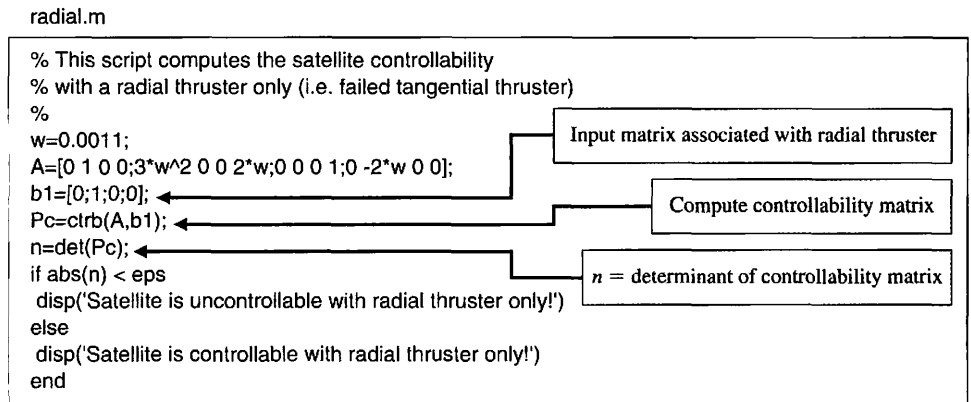 radial.m
% This script computes the satellite controllability
% with a radial thruster only (i.e. failed tangential thruster)
%
w=0.0011;
A=[0 1 0 0;3*w^2 0 0 2*w;0 0 0 1;0 -2*w 0 0];
b1=[0;1;0;0];
Pc=ctrb(A,b1);
n=det(Pc);
if abs(n) < eps
disp('Satellite is uncontrollable with radial thruster only!')
else
disp('Satellite is controllable with radial thruster only!')
end
Input matrix associated with radial thruster
Compute controllability matrix
n = determinant of controllability matrix